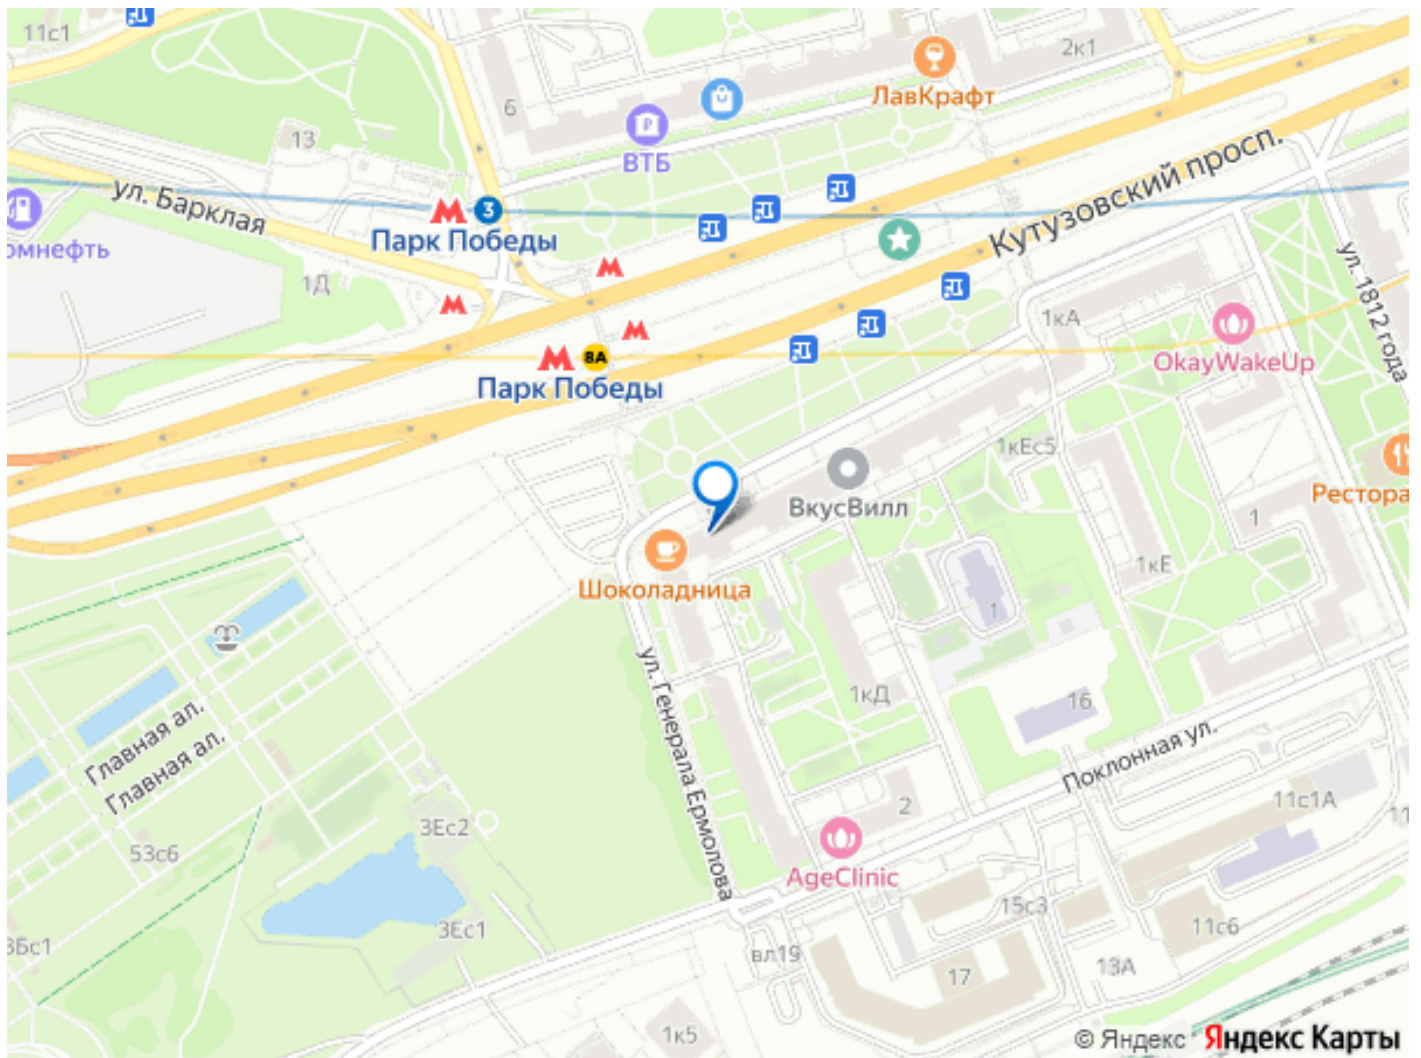 11с1
2к1
ЛавКрафт
6
13
ВТБ
ул. Барклая
3
Парк Победы
омнефть
Кутузовский просп.
1Д
ул. 1812 года
1кА
OkayWakeUp
8А
Парк Победы
1кЕс5
ВкусВилл
Рестора
1
Шоколадница
1кЕ
1
ул. Генерала Ермолова
1кД
16
Главная ал.
Главная ал.
Поклонная ул.
2
11с1А
11
3Ес2
53с6
AgeClinic
15с3
11с6
3Ес1
3Бс1
вл19
17
13А
1к5
© Яндекс Яндекс Карты